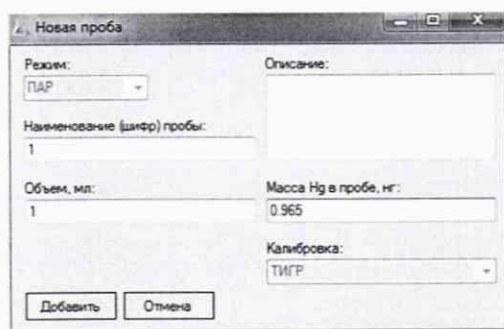 Новая проба
Режим:
ПАР
Описание:
Наименование (шифр) пробы:
1
Объем, мл:
1
Масса Hg в пробе, нг:
0.965
Калибровка:
ТИГР
Добавить
Отмена